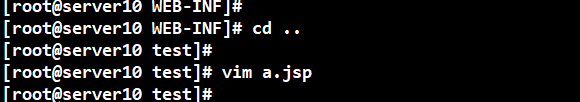 [root@server10 WEB-INF]#
[root@server10 WEB-INF]# cd ..
[root@server10 test]#
[root@server10 test]# vim a.jsp
[root@server10 test]#